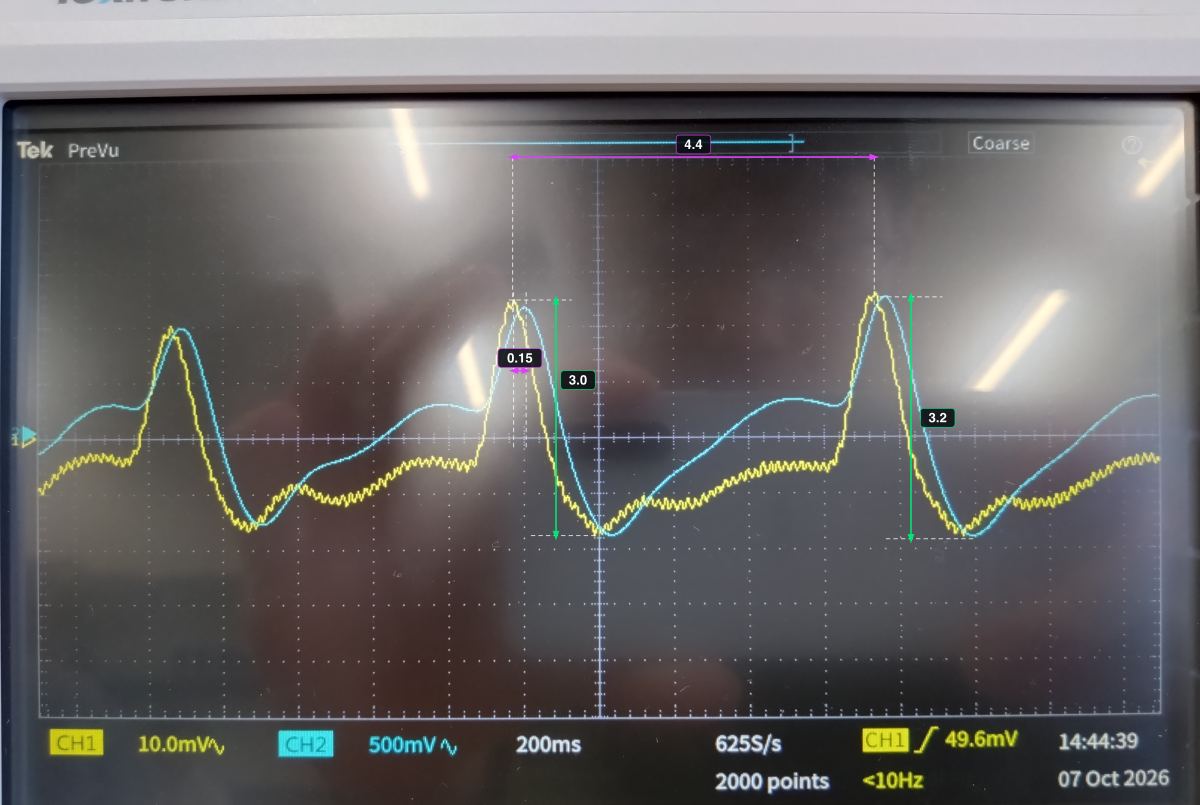 Tek PreVu Coarse
4.4
0.15
3.0
3.2
CH1 10.0mV CH2 500mV 200ms 625S/s CH1 49.6mV 14:44:39
2000 points <10Hz 07 Oct 2026